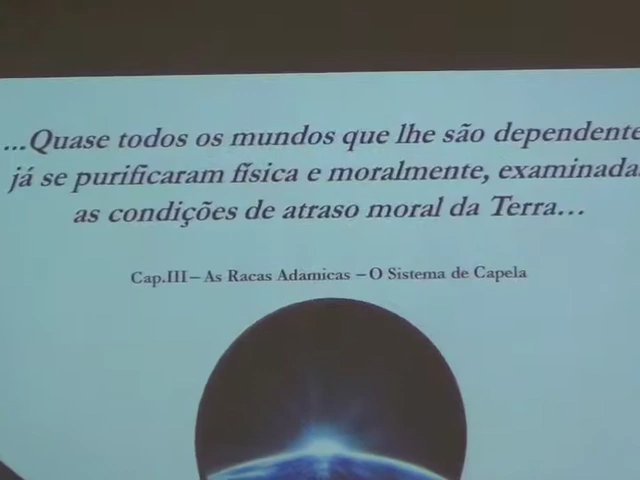 ...Quase todos os mundos que lhe são dependente
já se purificaram física e moralmente, examinada
as condições de atraso moral da Terra...
Cap.III – As Racas Adamicas – O Sistema de Capela